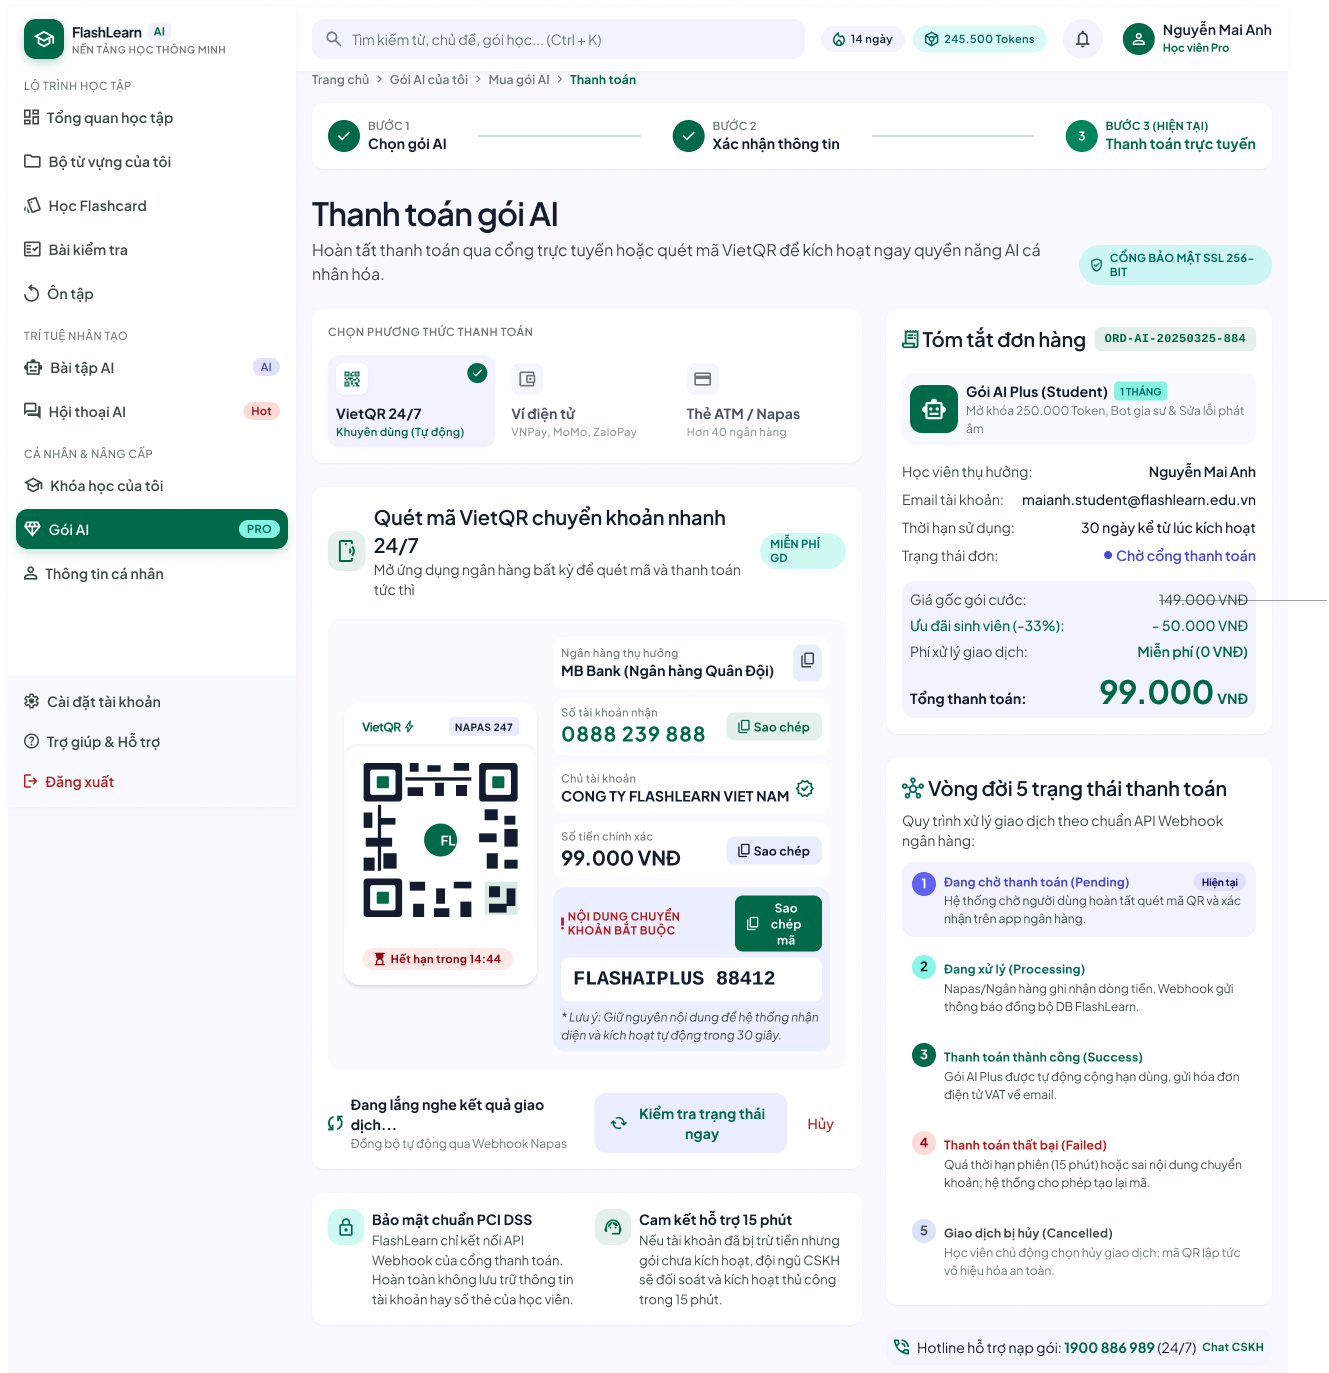 FlashLearn AI
NỀN TẢNG HỌC THÔNG MINH
LỘ TRÌNH HỌC TẬP
Tổng quan học tập
Bộ từ vựng của tôi
Học Flashcard
Bài kiểm tra
Ôn tập
TRÍ TUỆ NHÂN TẠO
Bài tập AI AI
Hội thoại AI Hot
CÁ NHÂN & NÂNG CẤP
Khóa học của tôi
Gói AI PRO
Thông tin cá nhân
Cài đặt tài khoản
Trợ giúp & Hỗ trợ
Đăng xuất
Tìm kiếm từ, chủ đề, gói học... (Ctrl + K)
14 ngày
245.500 Tokens
Nguyễn Mai Anh
Học viên Pro
Trang chủ > Gói AI của tôi > Mua gói AI > Thanh toán
BƯỚC 1
Chọn gói AI
BƯỚC 2
Xác nhận thông tin
3
BƯỚC 3 (HIỆN TẠI)
Thanh toán trực tuyến
Thanh toán gói AI
Hoàn tất thanh toán qua cổng trực tuyến hoặc quét mã VietQR để kích hoạt ngay quyền năng AI cá
nhân hóa.
CỔNG BẢO MẬT SSL 256-
BIT
CHỌN PHƯƠNG THỨC THANH TOÁN
VietQR 24/7
Khuyên dùng (Tự động)
Ví điện tử
VNPay, MoMo, ZaloPay
Thẻ ATM / Napas
Hơn 40 ngân hàng
Quét mã VietQR chuyển khoản nhanh
24/7
Mở ứng dụng ngân hàng bất kỳ để quét mã và thanh toán
tức thì
MIỄN PHÍ
GD
VietQR
NAPAS 247
FL
Hết hạn trong 14:44
Ngân hàng thụ hưởng
MB Bank (Ngân hàng Quân Đội)
Số tài khoản nhận
0888 239 888
Sao chép
Chủ tài khoản
CONG TY FLASHLEARN VIET NAM
Số tiền chính xác
99.000 VNĐ
Sao chép
! NỘI DUNG CHUYỂN
KHOẢN BẮT BUỘC
Sao
chép
mã
FLASHAIPLUS 88412
* Lưu ý: Giữ nguyên nội dung để hệ thống nhận
diện và kích hoạt tự động trong 30 giây.
Đang lắng nghe kết quả giao
dịch...
Đồng bộ tự động qua Webhook Napas
Kiểm tra trạng thái
ngay
Hủy
Bảo mật chuẩn PCI DSS
FlashLearn chỉ kết nối API
Webhook của cổng thanh toán.
Hoàn toàn không lưu trữ thông tin
tài khoản hay số thẻ của học viên.
Cam kết hỗ trợ 15 phút
Nếu tài khoản đã bị trừ tiền nhưng
gói chưa kích hoạt, đội ngũ CSKH
sẽ đối soát và kích hoạt thủ công
trong 15 phút.
Tóm tắt đơn hàng
ORD-AI-20250325-884
Gói AI Plus (Student) 1 THÁNG
Mở khóa 250.000 Token, Bot gia sư & Sửa lỗi phát
âm
Học viên thụ hưởng: Nguyễn Mai Anh
Email tài khoản: maianh.student@flashlearn.edu.vn
Thời hạn sử dụng: 30 ngày kể từ lúc kích hoạt
Trạng thái đơn: Chờ cổng thanh toán
Giá gốc gói cước: 149.000 VNĐ
Ưu đãi sinh viên (-33%): - 50.000 VNĐ
Phí xử lý giao dịch: Miễn phí (0 VNĐ)
Tổng thanh toán: 99.000 VNĐ
Vòng đời 5 trạng thái thanh toán
Quy trình xử lý giao dịch theo chuẩn API Webhook
ngân hàng:
1 Đang chờ thanh toán (Pending) Hiện tại
Hệ thống chờ người dùng hoàn tất quét mã QR và xác
nhận trên app ngân hàng.
2 Đang xử lý (Processing)
Napas/Ngân hàng ghi nhận dòng tiền, Webhook gửi
thông báo đồng bộ DB FlashLearn.
3 Thanh toán thành công (Success)
Gói AI Plus được tự động cộng hạn dùng, gửi hóa đơn
điện tử VAT về email.
4 Thanh toán thất bại (Failed)
Quá thời hạn phiên (15 phút) hoặc sai nội dung chuyển
khoản; hệ thống cho phép tạo lại mã.
5 Giao dịch bị hủy (Cancelled)
Học viên chủ động chọn hủy giao dịch; mã QR lập tức
vô hiệu hóa an toàn.
Hotline hỗ trợ nạp gói: 1900 886 989 (24/7) Chat CSKH